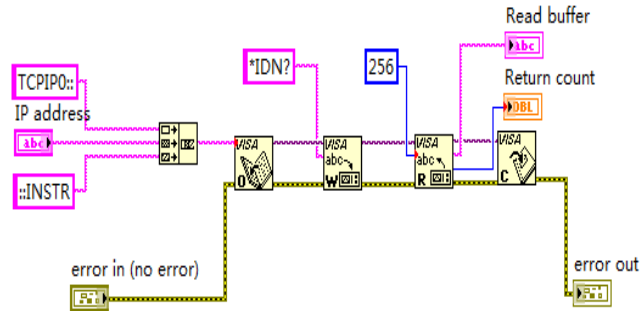 Read buffer
abc
TCPIP0::
*IDN?
256
Return count
DBL
IP address
abc
VISA
O
VISA
abc
W
VISA
abc
R
VISA
C
::INSTR
error in (no error)
error out